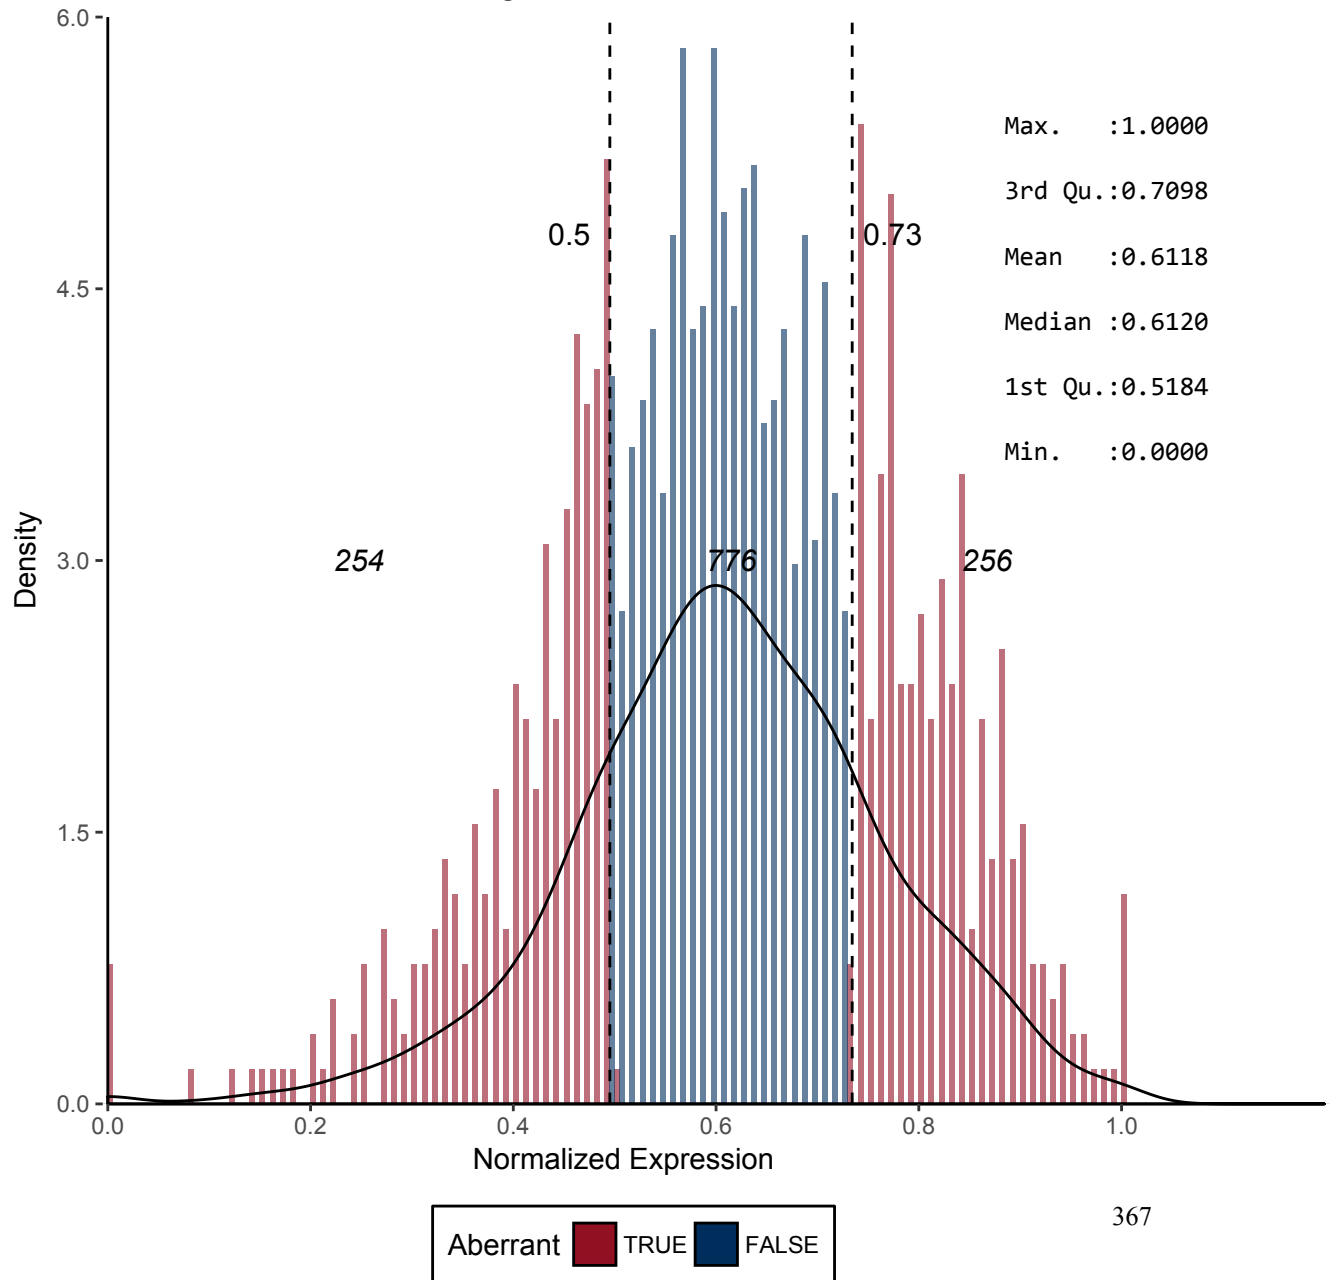 6.0
Max. :1.0000
3rd Qu.:0.7098
0.5
0.73
Mean :0.6118
4.5
Median :0.6120
1st Qu.:0.5184
Min. :0.0000
Density
3.0
254
776
256
1.5
0.0
0.0 0.2 0.4 0.6 0.8 1.0
Normalized Expression
367
Aberrant TRUE FALSE